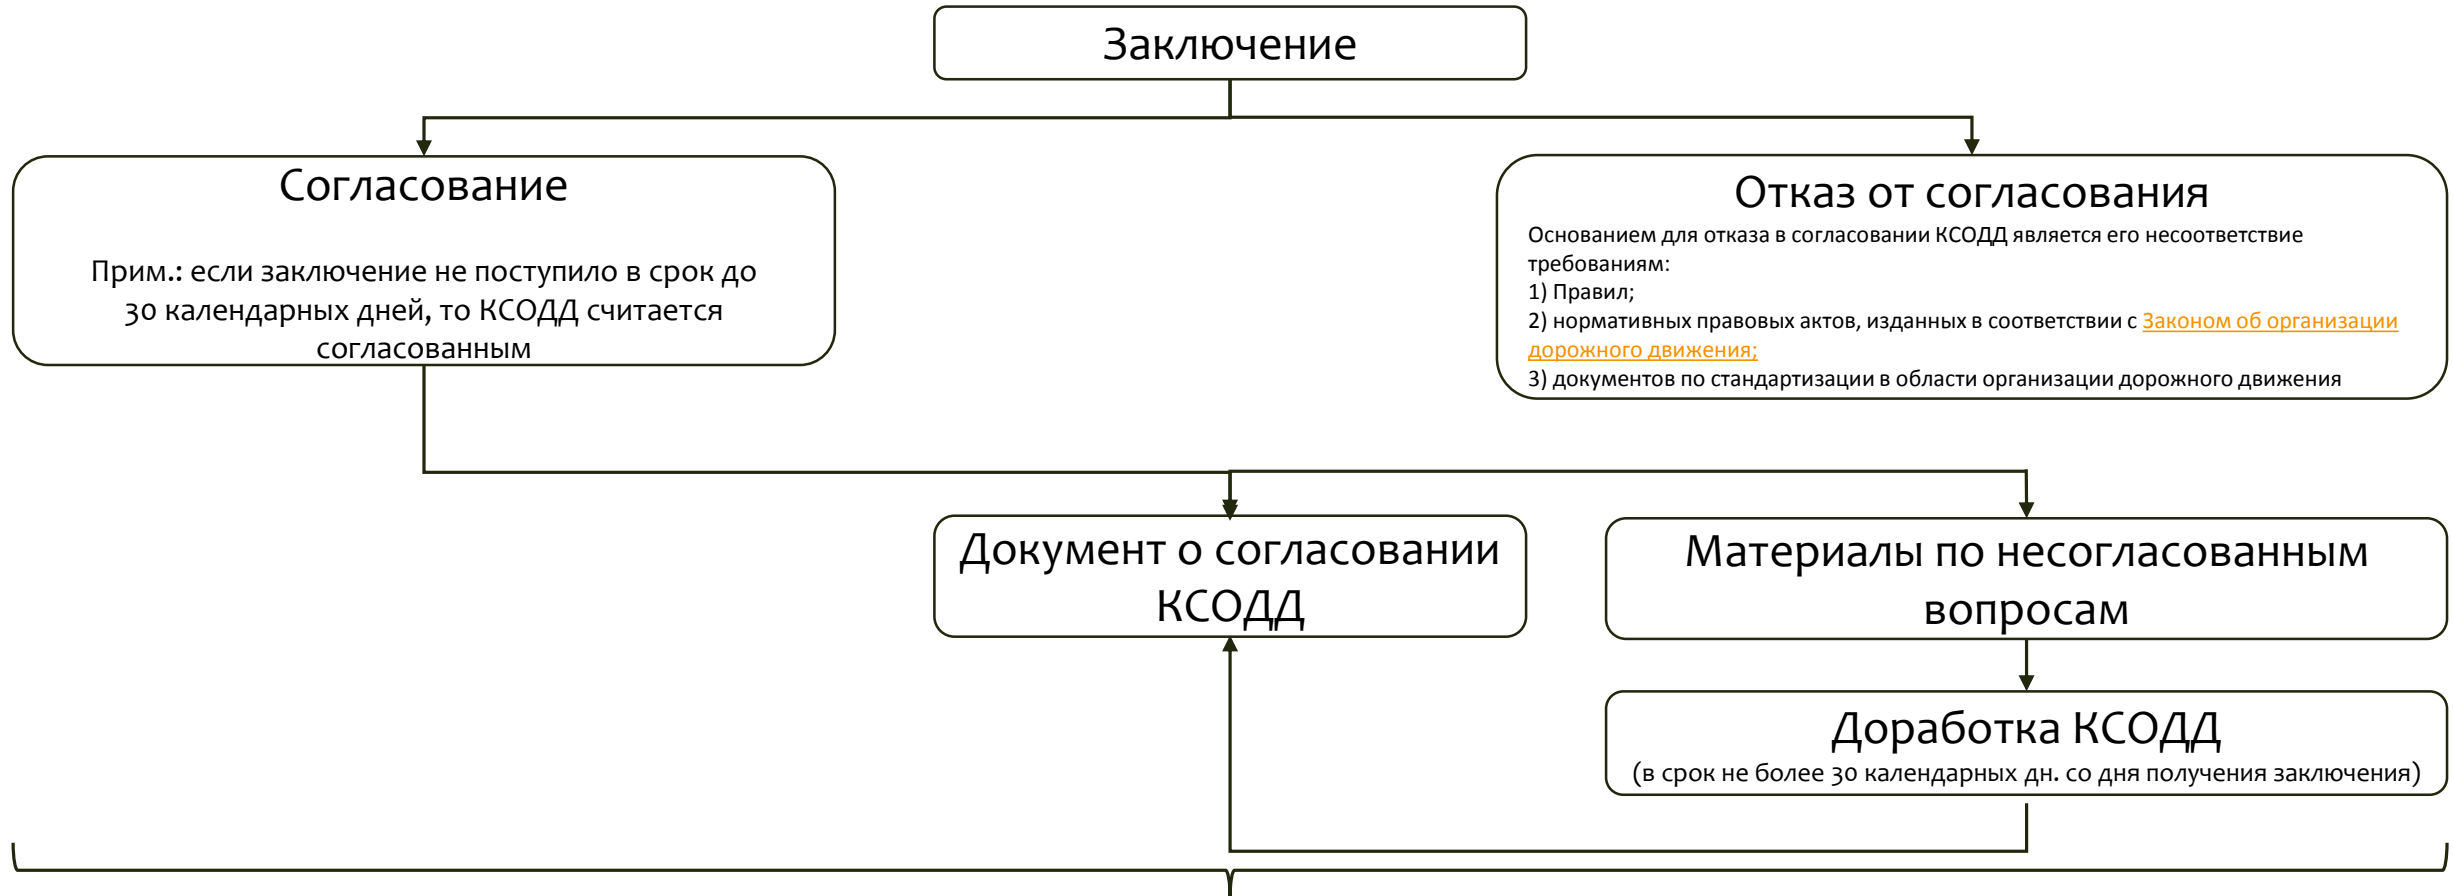 Заключение
Согласование
Прим.: если заключение не поступило в срок до
30 календарных дней, то КСОДД считается
согласованным
Отказ от согласования
Основанием для отказа в согласовании КСОДД является его несоответствие
требованиям:
1) Правил;
2) нормативных правовых актов, изданных в соответствии с Законом об организации
дорожного движения;
3) документов по стандартизации в области организации дорожного движения
Документ о согласовании
КСОДД
Материалы по несогласованным
вопросам
Доработка КСОДД
(в срок не более 30 календарных дн. со дня получения заключения)